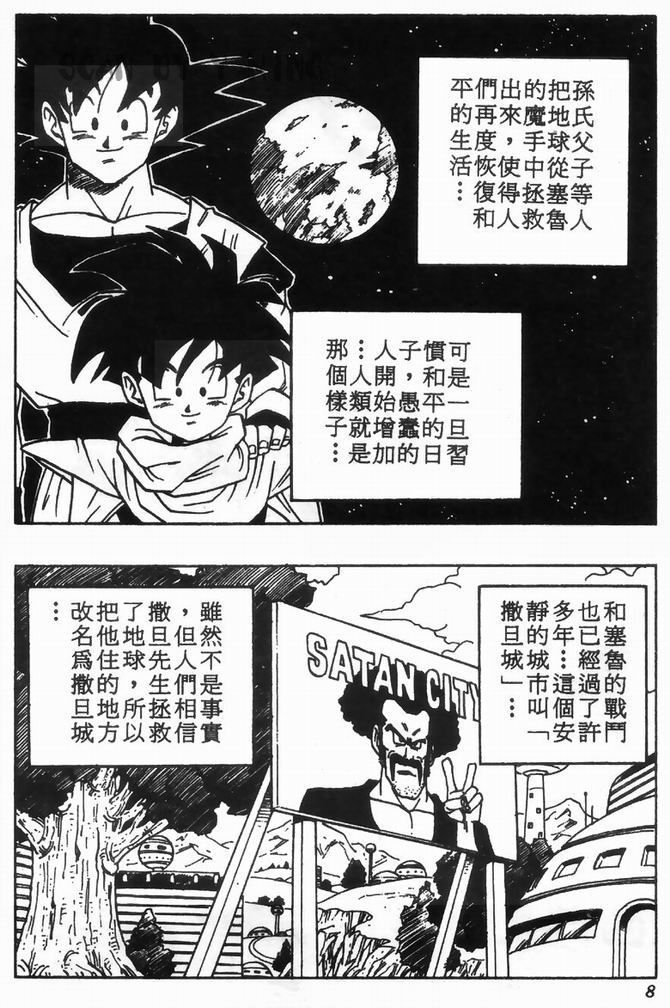 孫氏父子等人
把地球從塞魯
的魔手中拯救
出來，使得人
們再度恢復和
平的生活…
可是一旦習
慣和平的日
子，愚蠢的
人開始增加
…人類就是
那個樣子…
和塞魯的戰鬥
也已經過了許
多年…這個安
靜的城市叫「
撒旦城」…
SATAN CITY
雖然不是事實
，但人們相信
撒旦先生拯救
了地球，所以
把他住的地方
改名爲撒旦城
…
8